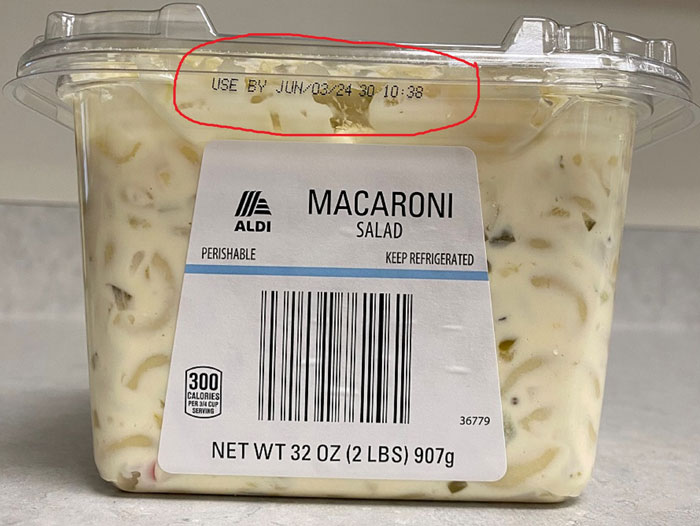 USE BY JUN/03/24 30 10:38
MACARONI
SALAD
ALDI
PERISHABLE
KEEP REFRIGERATED
300
CALORIES
PER 3/4 CUP
SERVING
36779
NET WT 32 OZ (2 LBS) 907g